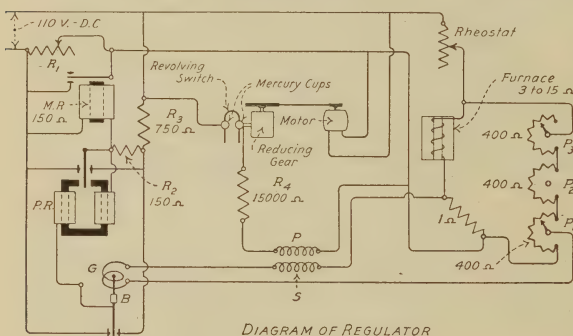 110 V. - D.C
R1
Rheostat
Revolving
Switch
Mercury Cups
Furnace
3 to 15 Ω
M.R
150 Ω
R3
750 Ω
Motor
Reducing
Gear
400 Ω
P3
R2
150 Ω
R4
15000 Ω
400 Ω
P2
P.R.
P
1 Ω
P
G
S
400 Ω
B
DIAGRAM OF REGULATOR